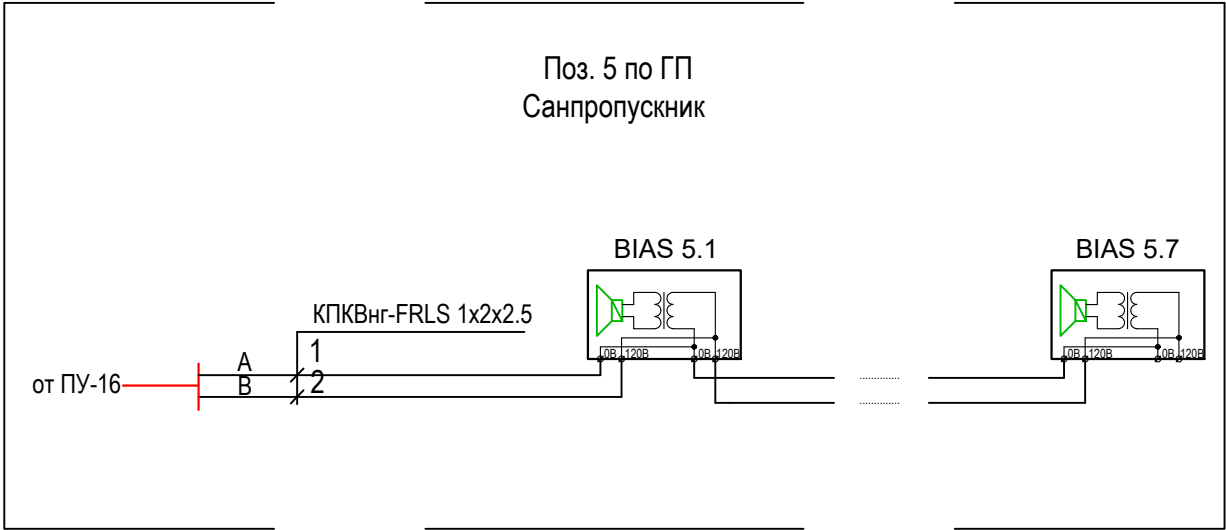 Поз. 5 по ГП
Санпропускник
BIAS 5.1
BIAS 5.7
КПКВнг-FRLS 1x2x2.5
0В 120В 0В 120В
0В 120В 0В 120В
A 1
от ПУ-16
B 2